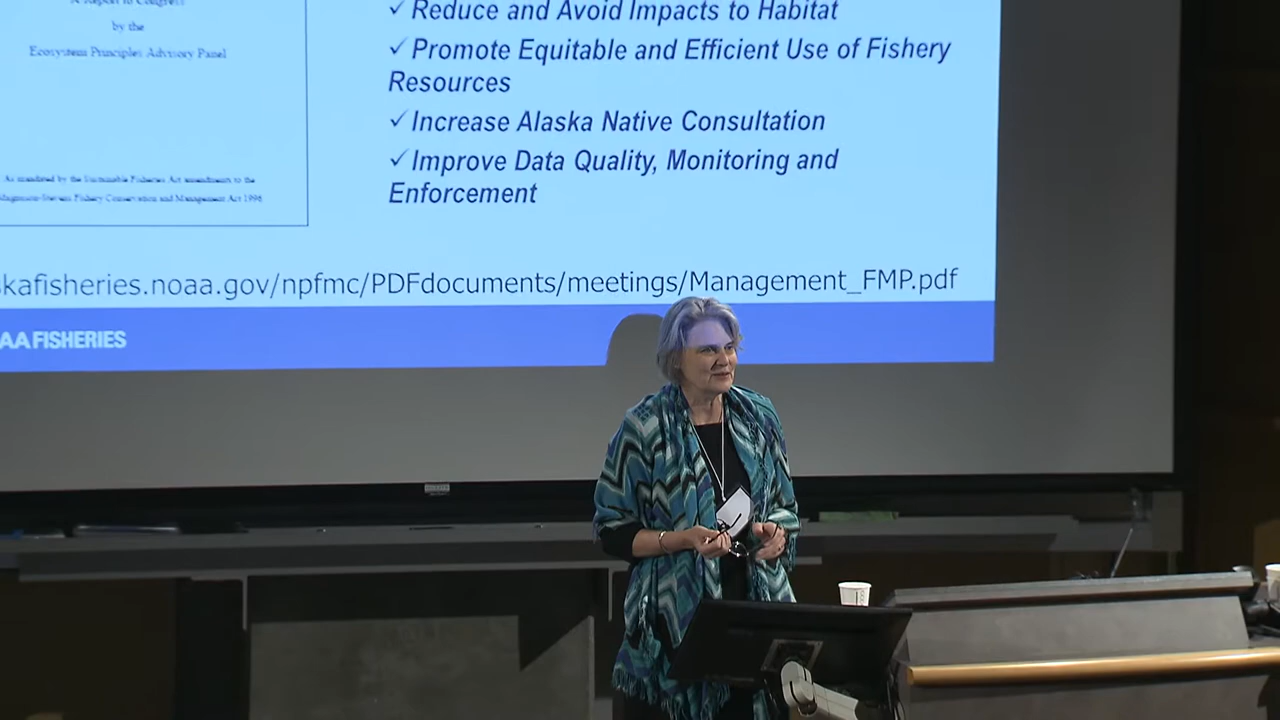 A Report to Congress
by the
Ecosystem Principles Advisory Panel
As mandated by the Sustainable Fisheries Act amendments to the
Magnuson-Stevens Fishery Conservation and Management Act 1996
✓ Reduce and Avoid Impacts to Habitat
✓ Promote Equitable and Efficient Use of Fishery
Resources
✓ Increase Alaska Native Consultation
✓ Improve Data Quality, Monitoring and
Enforcement
skafisheries.noaa.gov/npfmc/PDFdocuments/meetings/Management_FMP.pdf
AA FISHERIES